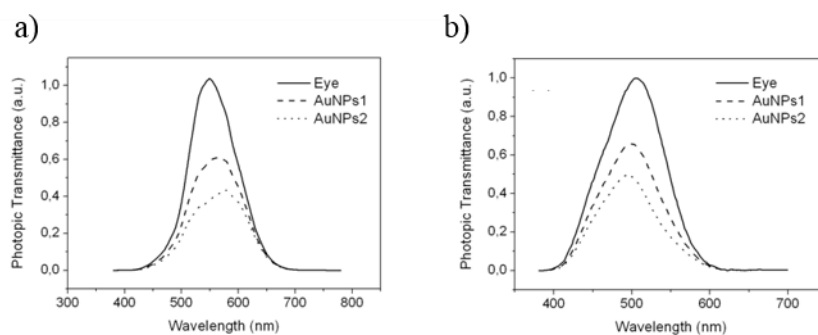 a)
Photopic Transmittance (a.u.)
1,0
0,8
0,6
0,4
0,2
0,0
Eye
AuNPs1
AuNPs2
300 400 500 600 700 800
Wavelength (nm)
b)
Photopic Transmittance (a.u.)
1,0
0,8
0,6
0,4
0,2
0,0
Eye
AuNPs1
AuNPs2
400 500 600 700
Wavelength (nm)